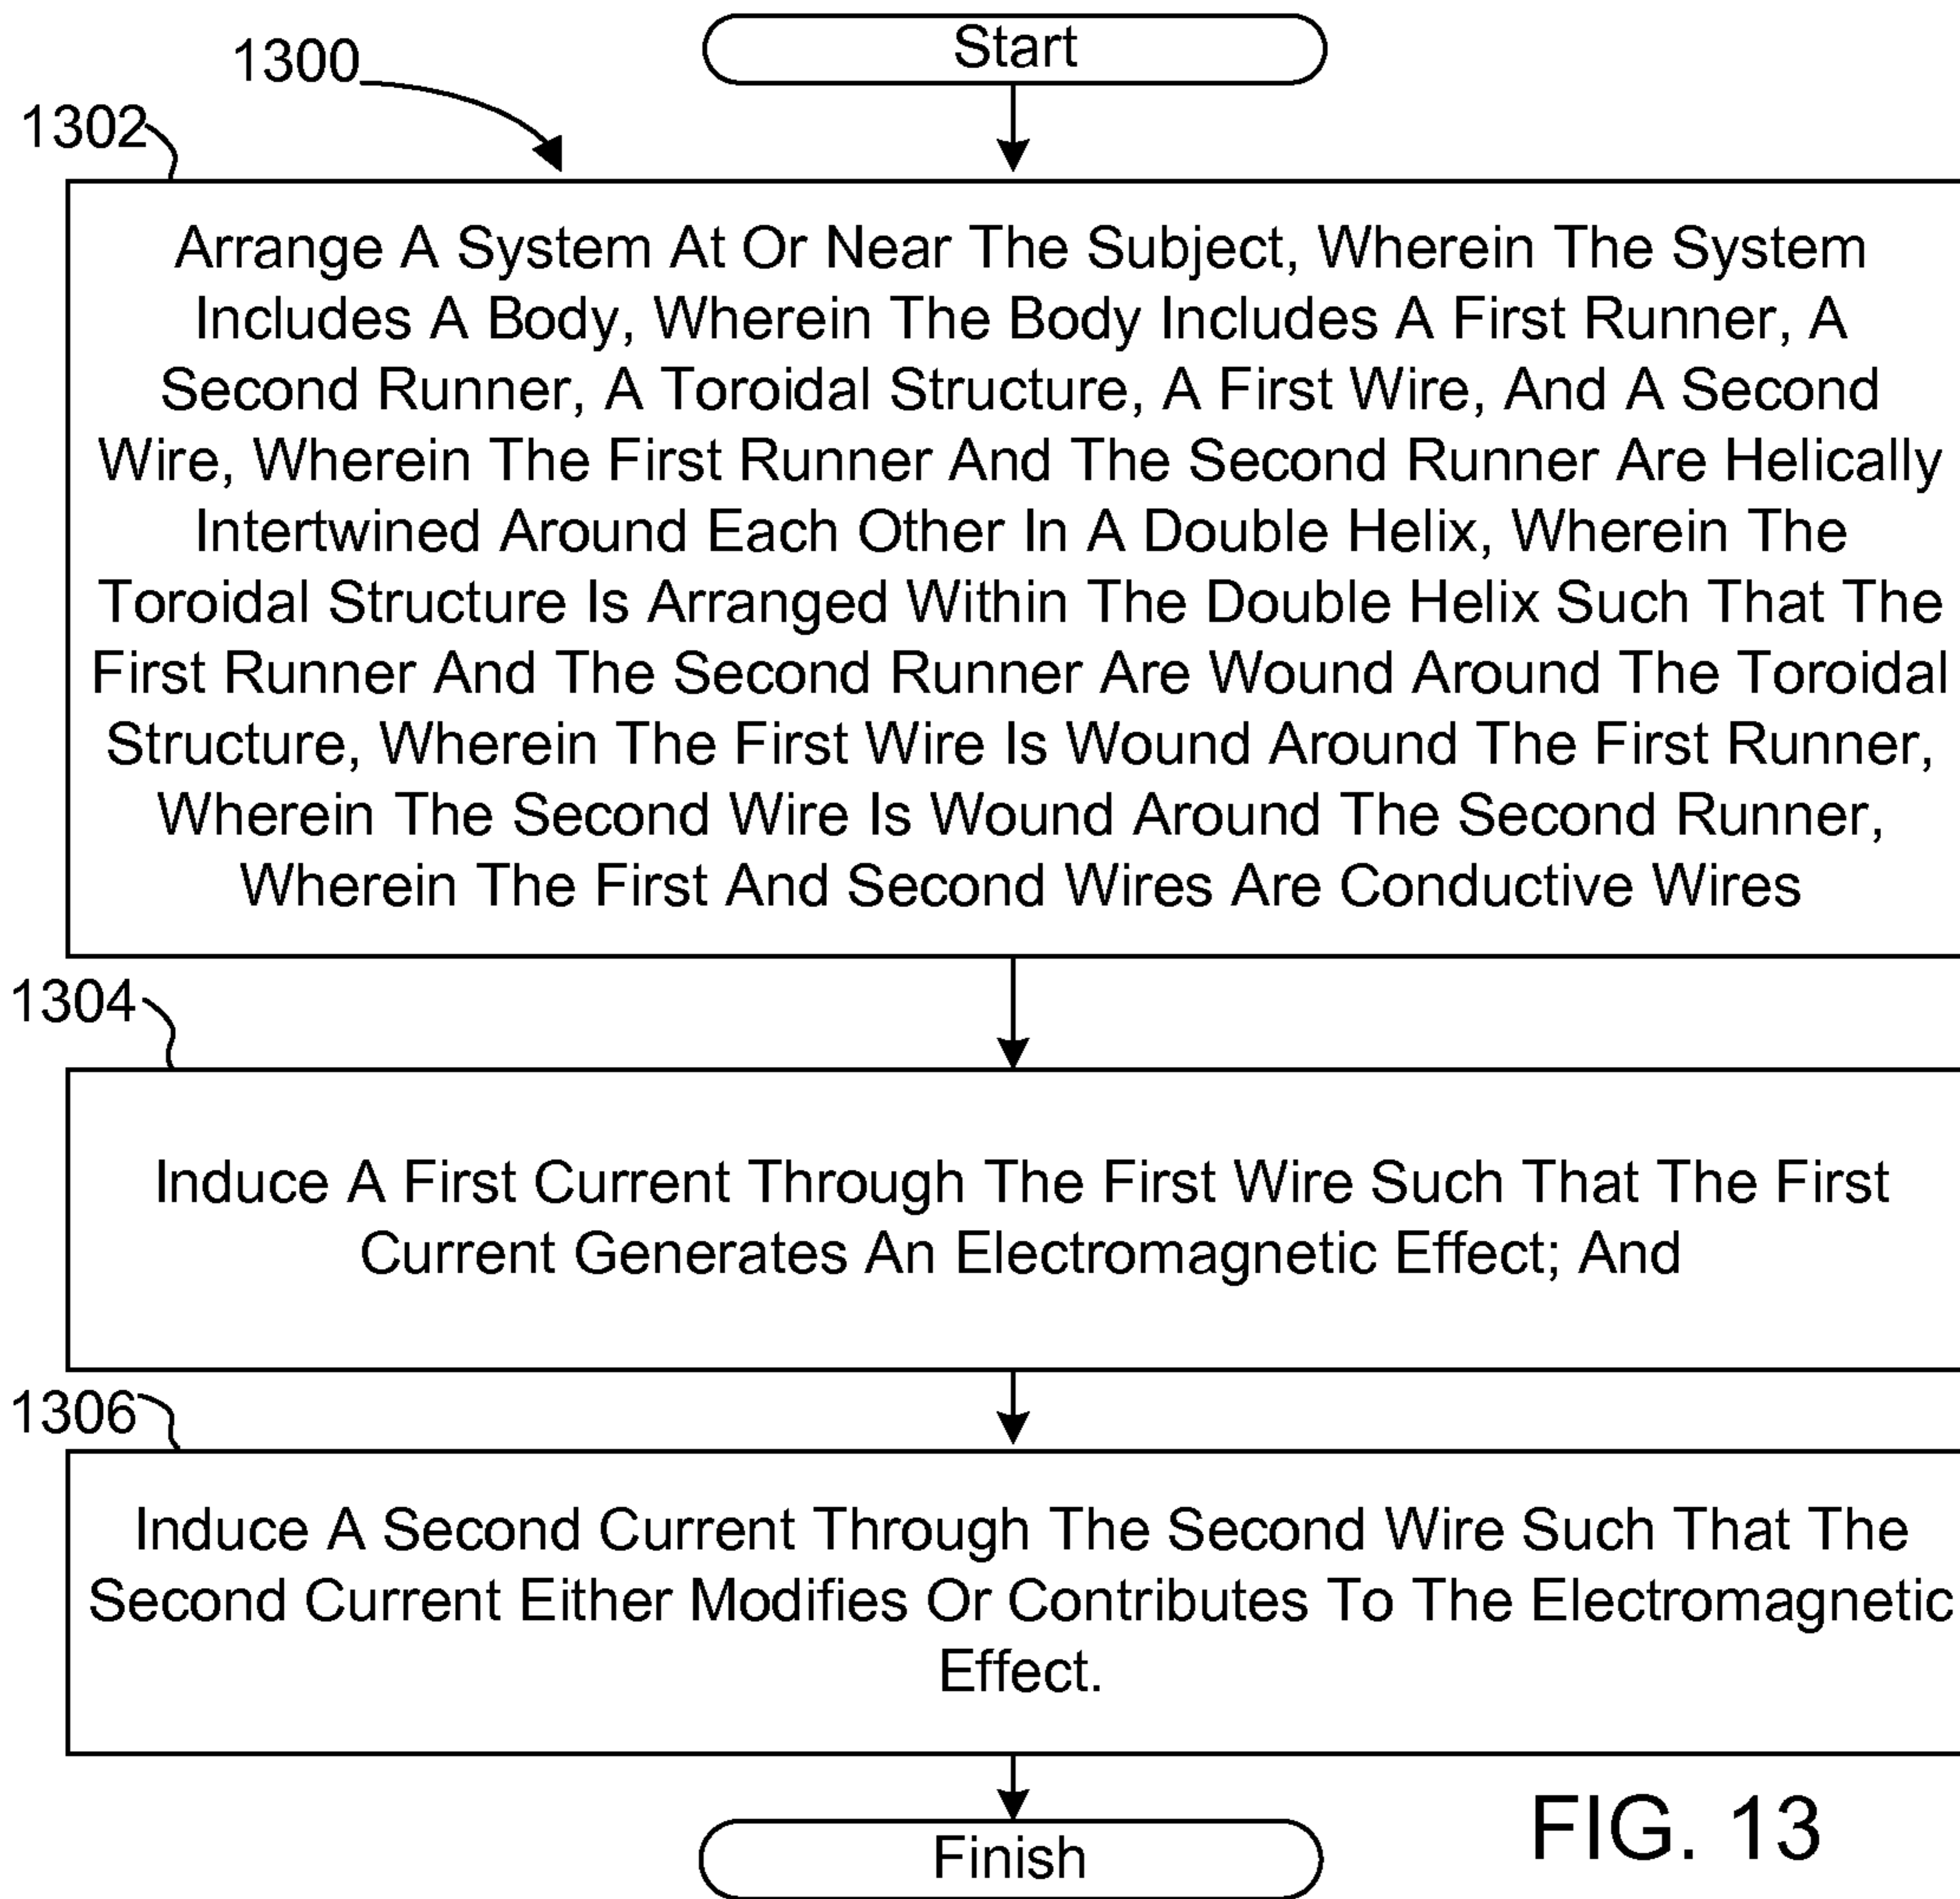 Start
1300
1302
Arrange A System At Or Near The Subject, Wherein The System
Includes A Body, Wherein The Body Includes A First Runner, A
Second Runner, A Toroidal Structure, A First Wire, And A Second
Wire, Wherein The First Runner And The Second Runner Are Helically
Intertwined Around Each Other In A Double Helix, Wherein The
Toroidal Structure Is Arranged Within The Double Helix Such That The
First Runner And The Second Runner Are Wound Around The Toroidal
Structure, Wherein The First Wire Is Wound Around The First Runner,
Wherein The Second Wire Is Wound Around The Second Runner,
Wherein The First And Second Wires Are Conductive Wires
1304
Induce A First Current Through The First Wire Such That The First
Current Generates An Electromagnetic Effect; And
1306
Induce A Second Current Through The Second Wire Such That The
Second Current Either Modifies Or Contributes To The Electromagnetic
Effect.
Finish
FIG. 13